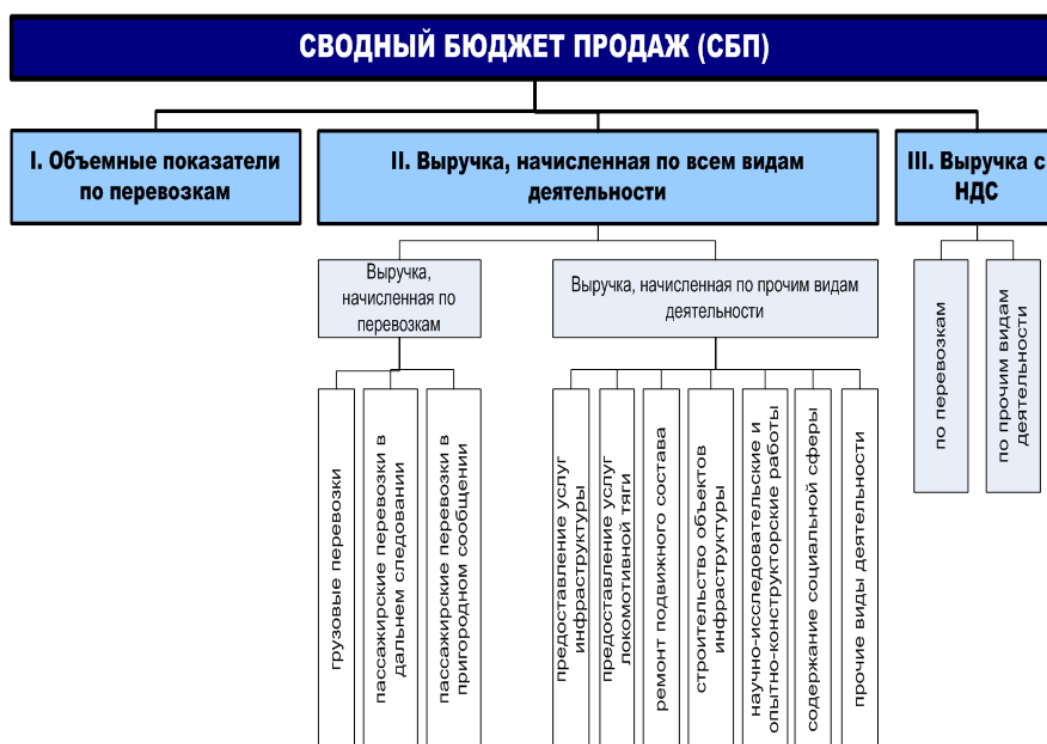 СВОДНЫЙ БЮДЖЕТ ПРОДАЖ (СБП)
I. Объемные показатели
по перевозкам
II. Выручка, начисленная по всем видам
деятельности
III. Выручка с
НДС
Выручка,
начисленная по
перевозкам
Выручка, начисленная по прочим видам
деятельности
по перевозкам
по прочим видам
деятельности
грузовые перевозки
пассажирские перевозки в
дальнем следовании
пассажирские перевозки в
пригородном сообщении
предоставление услуг
инфраструктуры
предоставление услуг
локомотивной тяги
ремонт подвижного состава
строительство объектов
инфраструктуры
научно-исследовательские и
опытно-конструкторские работы
содержание социальной сферы
прочие виды деятельности